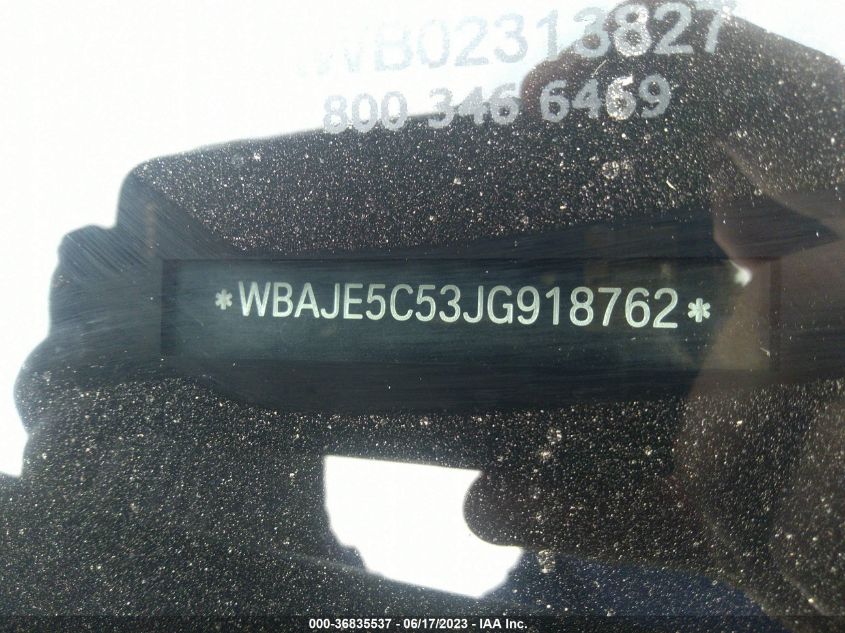 WB02313827
800 346 6469
*WBAJE5C53JG918762*
000-36835537 - 06/17/2023 - IAA Inc.